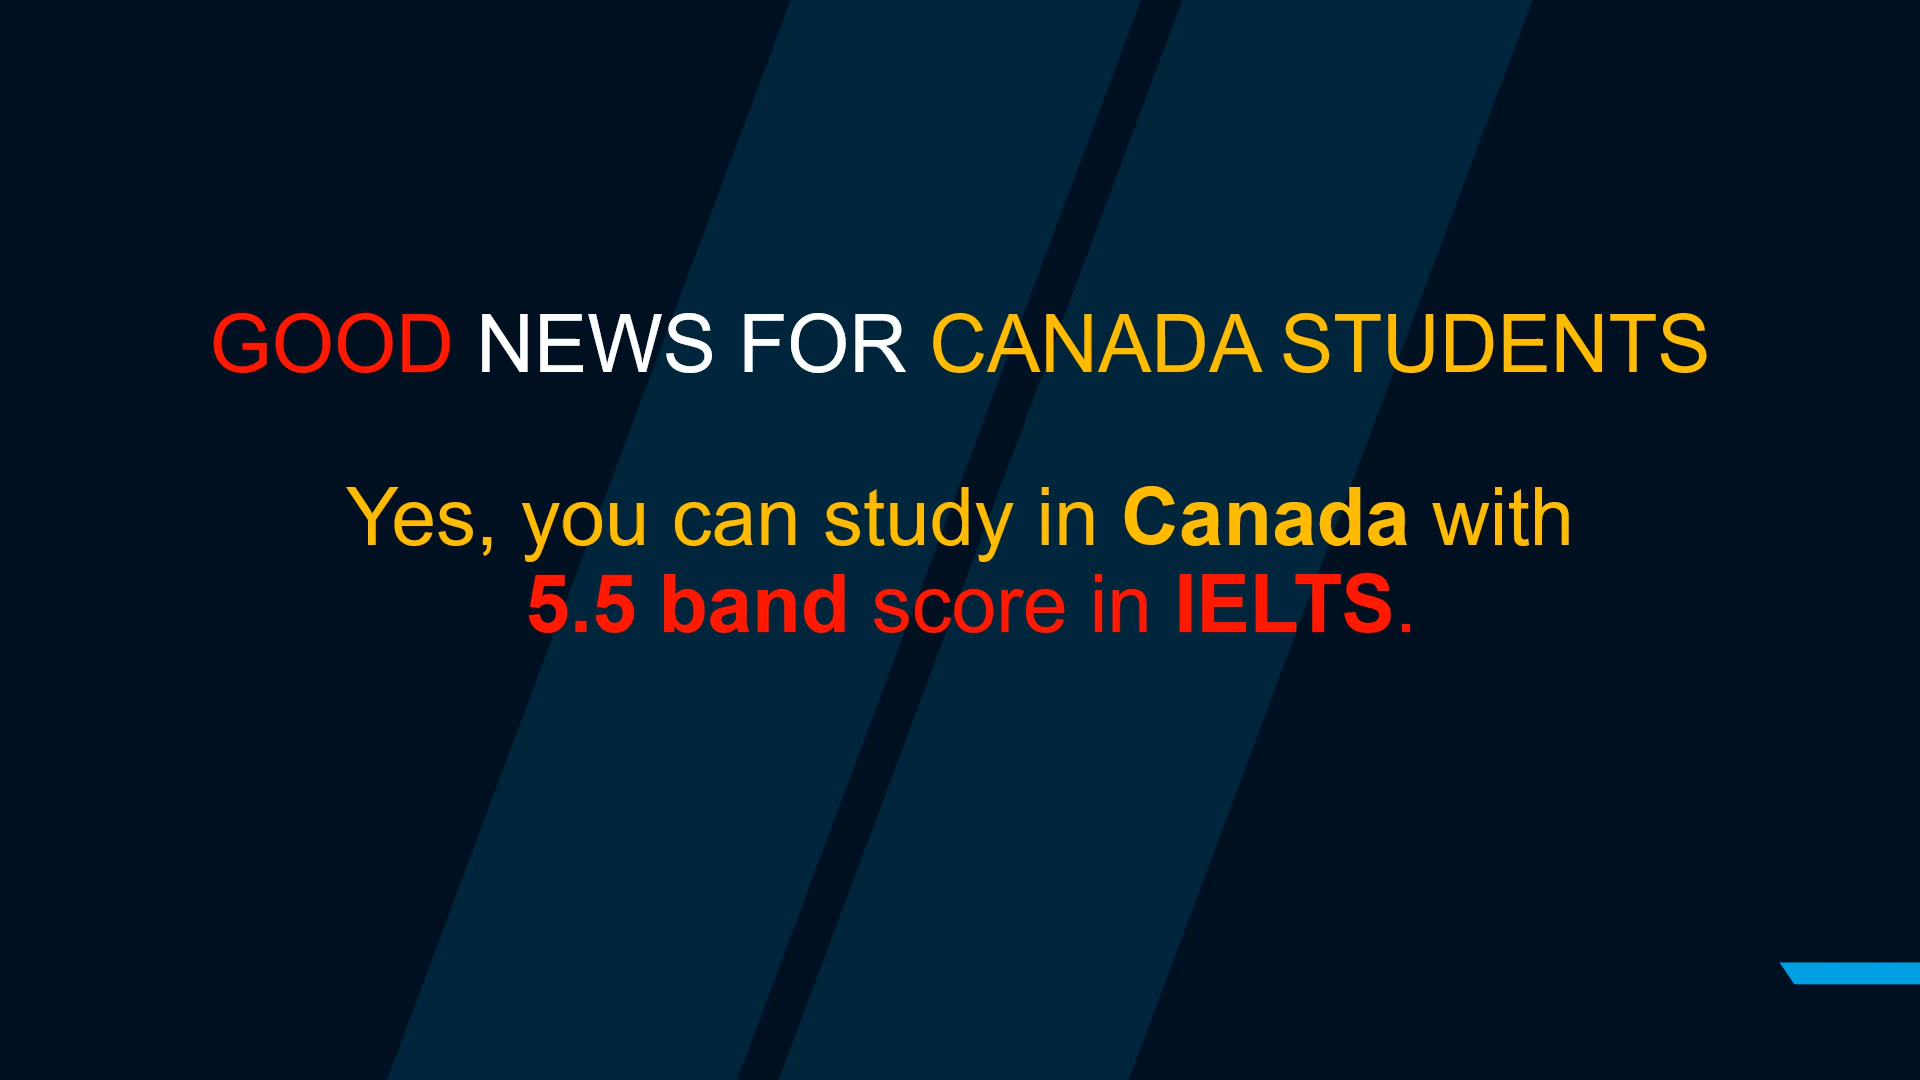 GOOD NEWS FOR CANADA STUDENTS
Yes, you can study in Canada with
5.5 band score in IELTS.